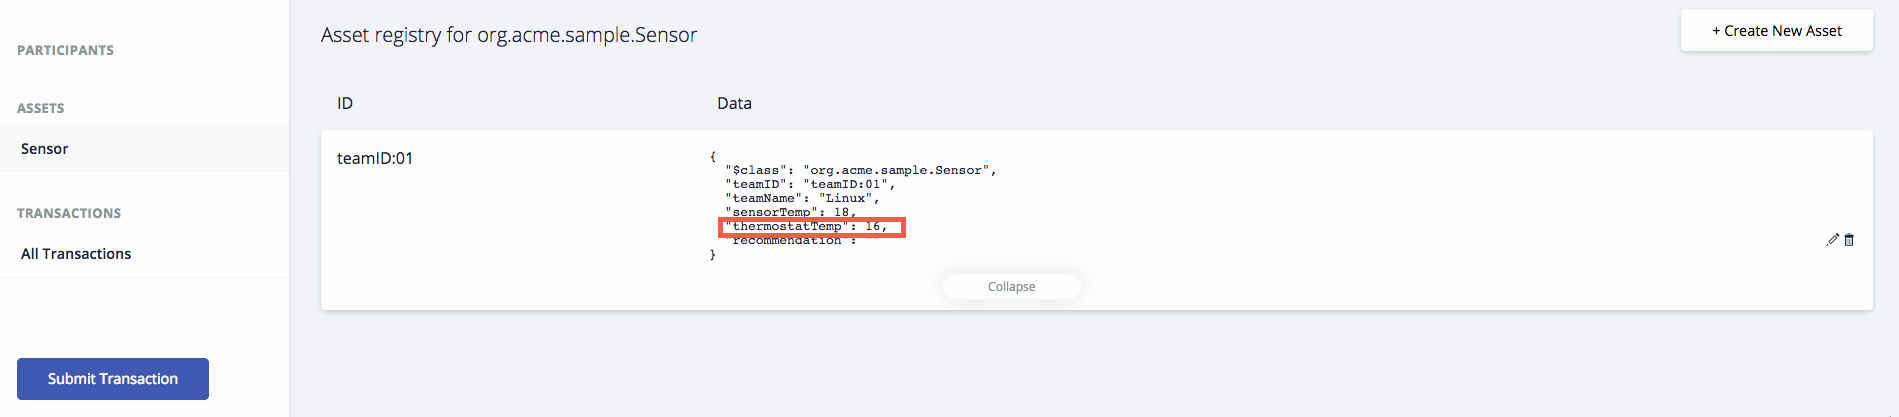 PARTICIPANTS
ASSETS
Sensor
TRANSACTIONS
All Transactions
Submit Transaction
Asset registry for org.acme.sample.Sensor
+ Create New Asset
ID Data
teamID:01
{
"$class": "org.acme.sample.Sensor",
"teamID": "teamID:01",
"teamName": "Linux",
"sensorTemp": 18,
"thermostatTemp": 16,
"recommendation": ""
}
Collapse